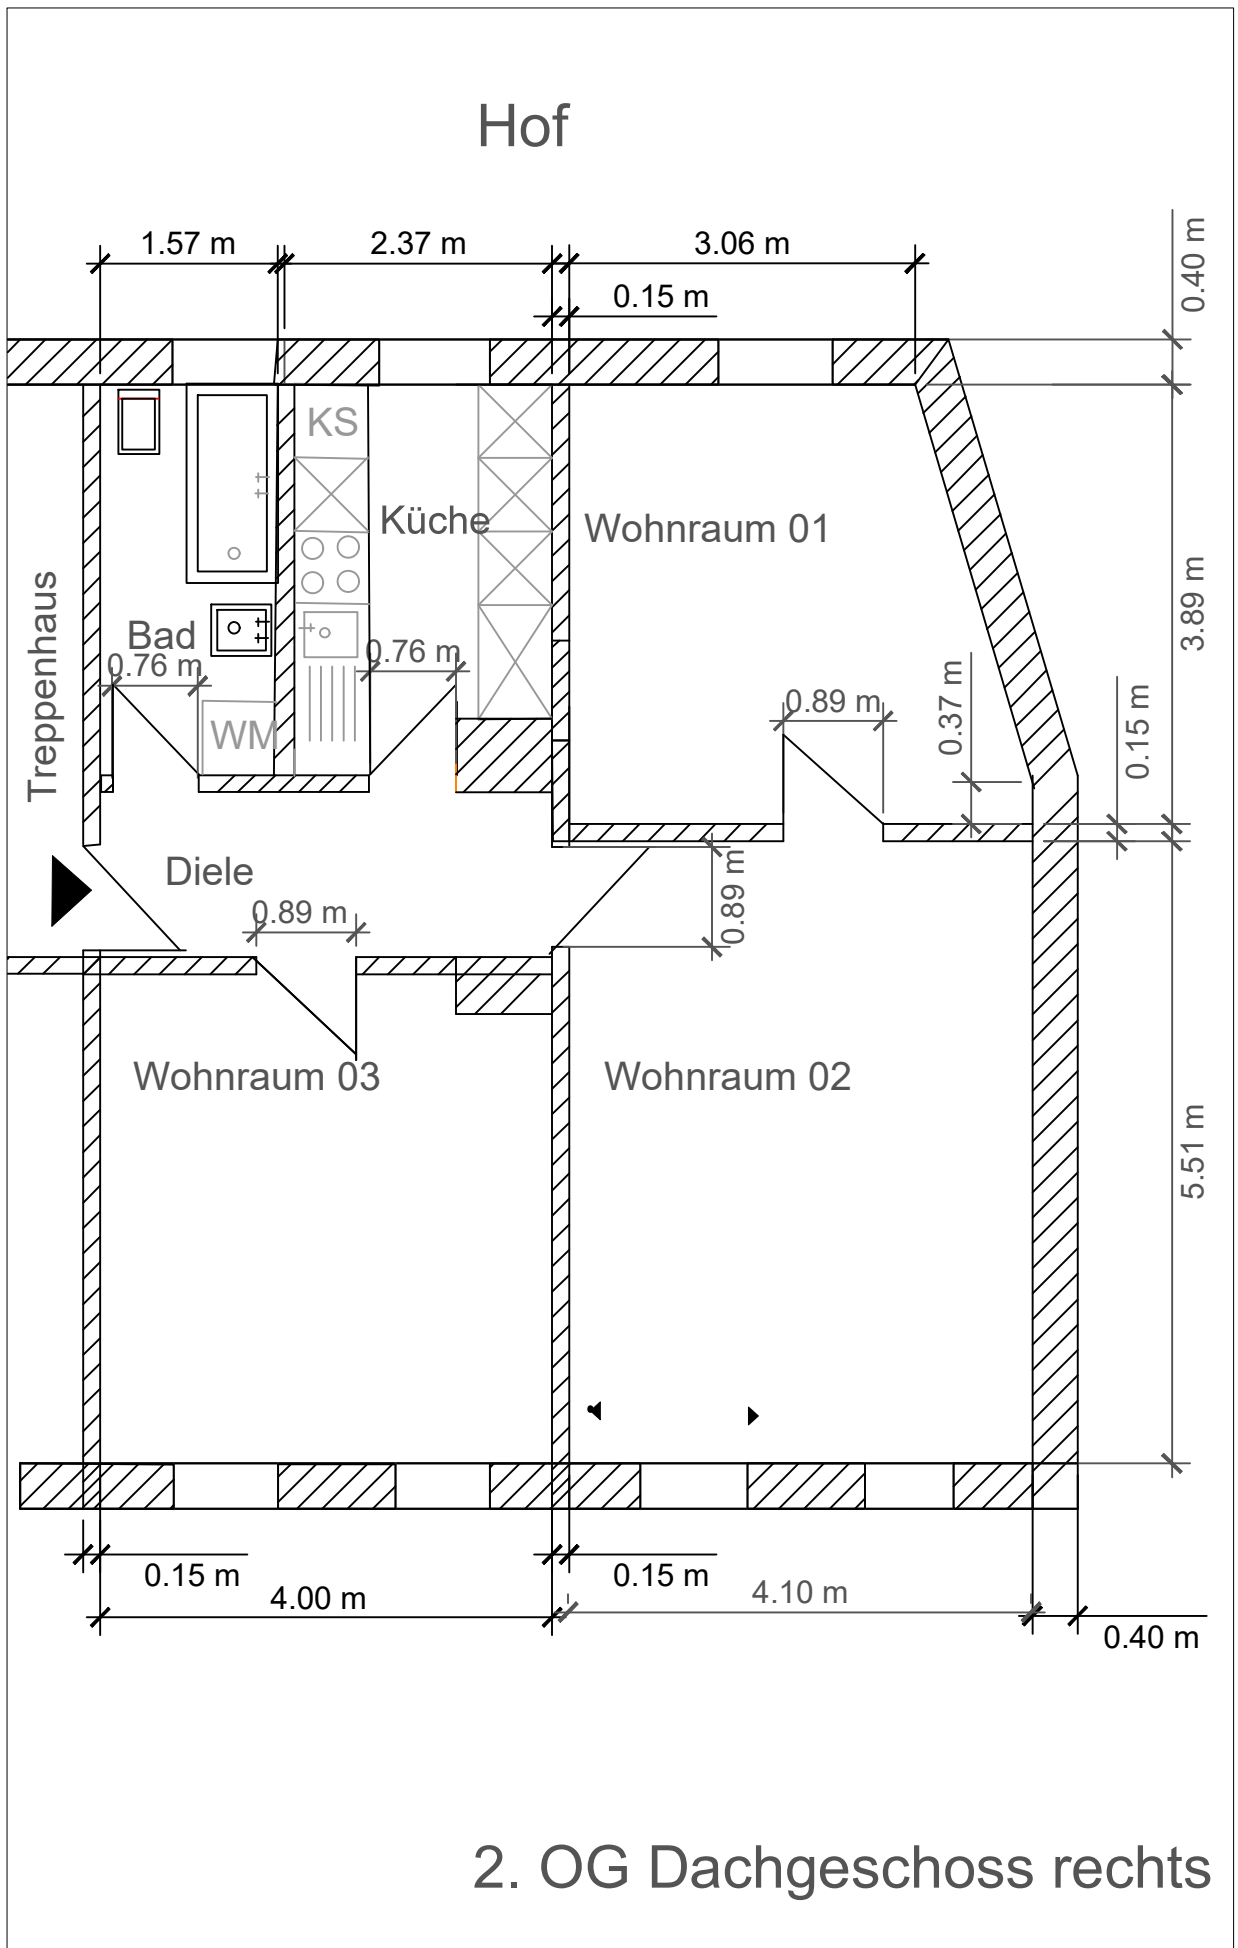 Hof
1.57 m
2.37 m
3.06 m
0.15 m
0.40 m
KS
Küche
Wohnraum 01
Treppenhaus
Bad
0.76 m
0.76 m
WM
0.89 m
0.37 m
0.15 m
3.89 m
Diele
0.89 m
0.89 m
Wohnraum 03
Wohnraum 02
5.51 m
0.15 m
0.15 m
4.00 m
4.10 m
0.40 m
2. OG Dachgeschoss rechts